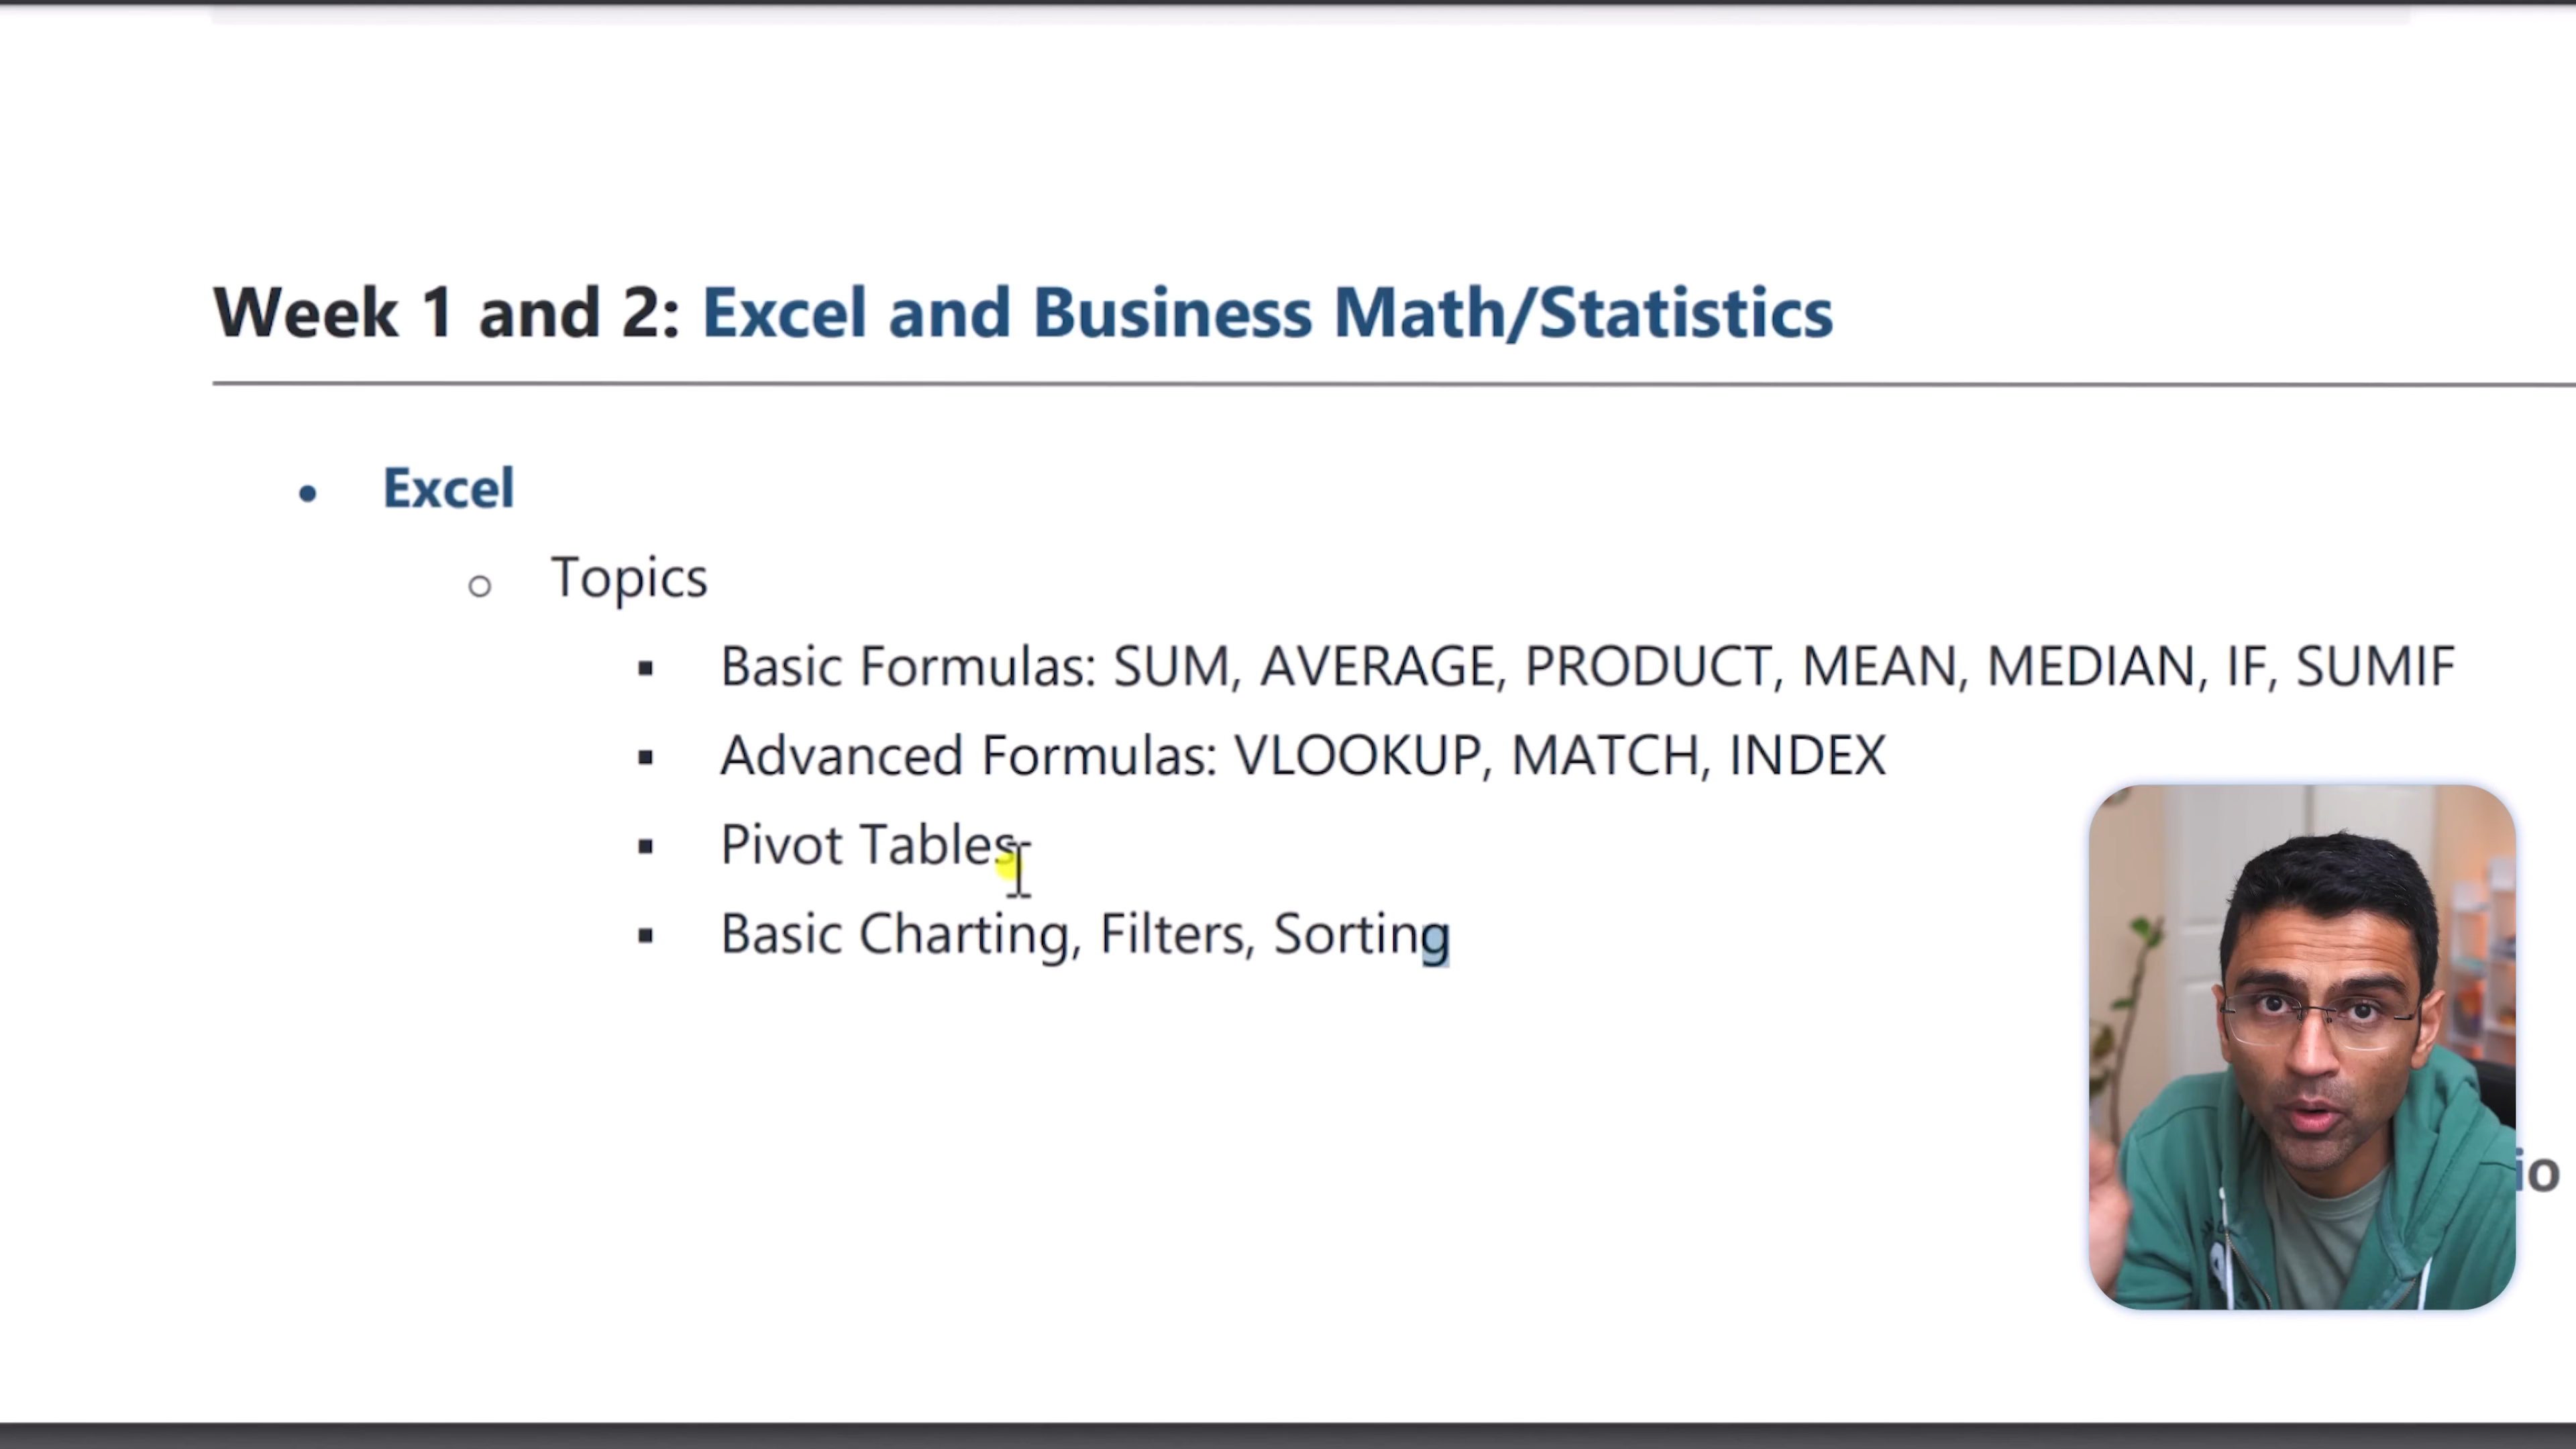 Week 1 and 2: Excel and Business Math/Statistics
Excel
Topics
Basic Formulas: SUM, AVERAGE, PRODUCT, MEAN, MEDIAN, IF, SUMIF
Advanced Formulas: VLOOKUP, MATCH, INDEX
Pivot Tables
Basic Charting, Filters, Sorting
io